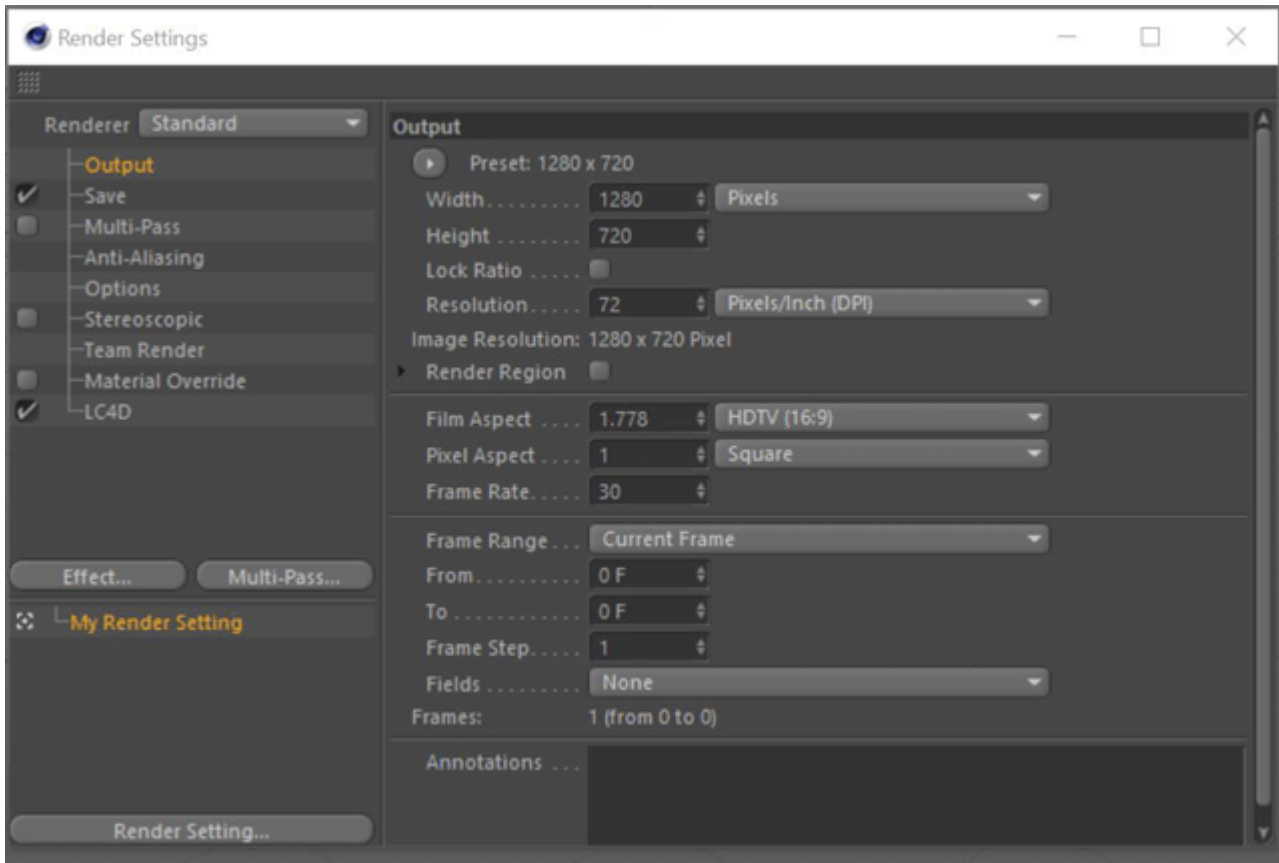 Render Settings
Renderer Standard
Output
Save
Multi-Pass
Anti-Aliasing
Options
Stereoscopic
Team Render
Material Override
LC4D
Effect... Multi-Pass...
My Render Setting
Render Setting...
Output
Preset: 1280 x 720
Width......... 1280 Pixels
Height ........ 720
Lock Ratio .....
Resolution..... 72 Pixels/Inch (DPI)
Image Resolution: 1280 x 720 Pixel
Render Region
Film Aspect .... 1.778 HDTV (16:9)
Pixel Aspect .... 1 Square
Frame Rate..... 30
Frame Range... Current Frame
From.......... 0 F
To ............ 0 F
Frame Step..... 1
Fields ......... None
Frames: 1 (from 0 to 0)
Annotations ...